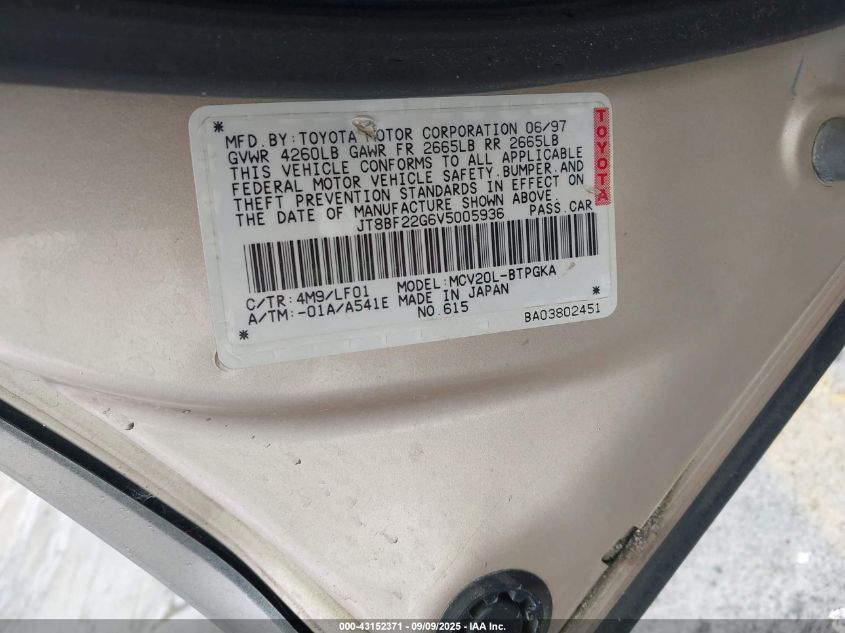 * MFD. BY: TOYOTA MOTOR CORPORATION 06/97
GVWR 4260LB GAWR FR 2665LB RR 2665LB
THIS VEHICLE CONFORMS TO ALL APPLICABLE
FEDERAL MOTOR VEHICLE SAFETY, BUMPER, AND
THEFT PREVENTION STANDARDS IN EFFECT ON
THE DATE OF MANUFACTURE SHOWN ABOVE.
JT8BF22G6V5005936 PASS. CAR
TOYOTA
C/TR: 4M9/LF01 MODEL: MCV20L-BTPGKA
A/TM: -01A/A541E MADE IN JAPAN *
* NO. 615 BA03802451
000-43152371 - 09/09/2025 - IAA Inc.